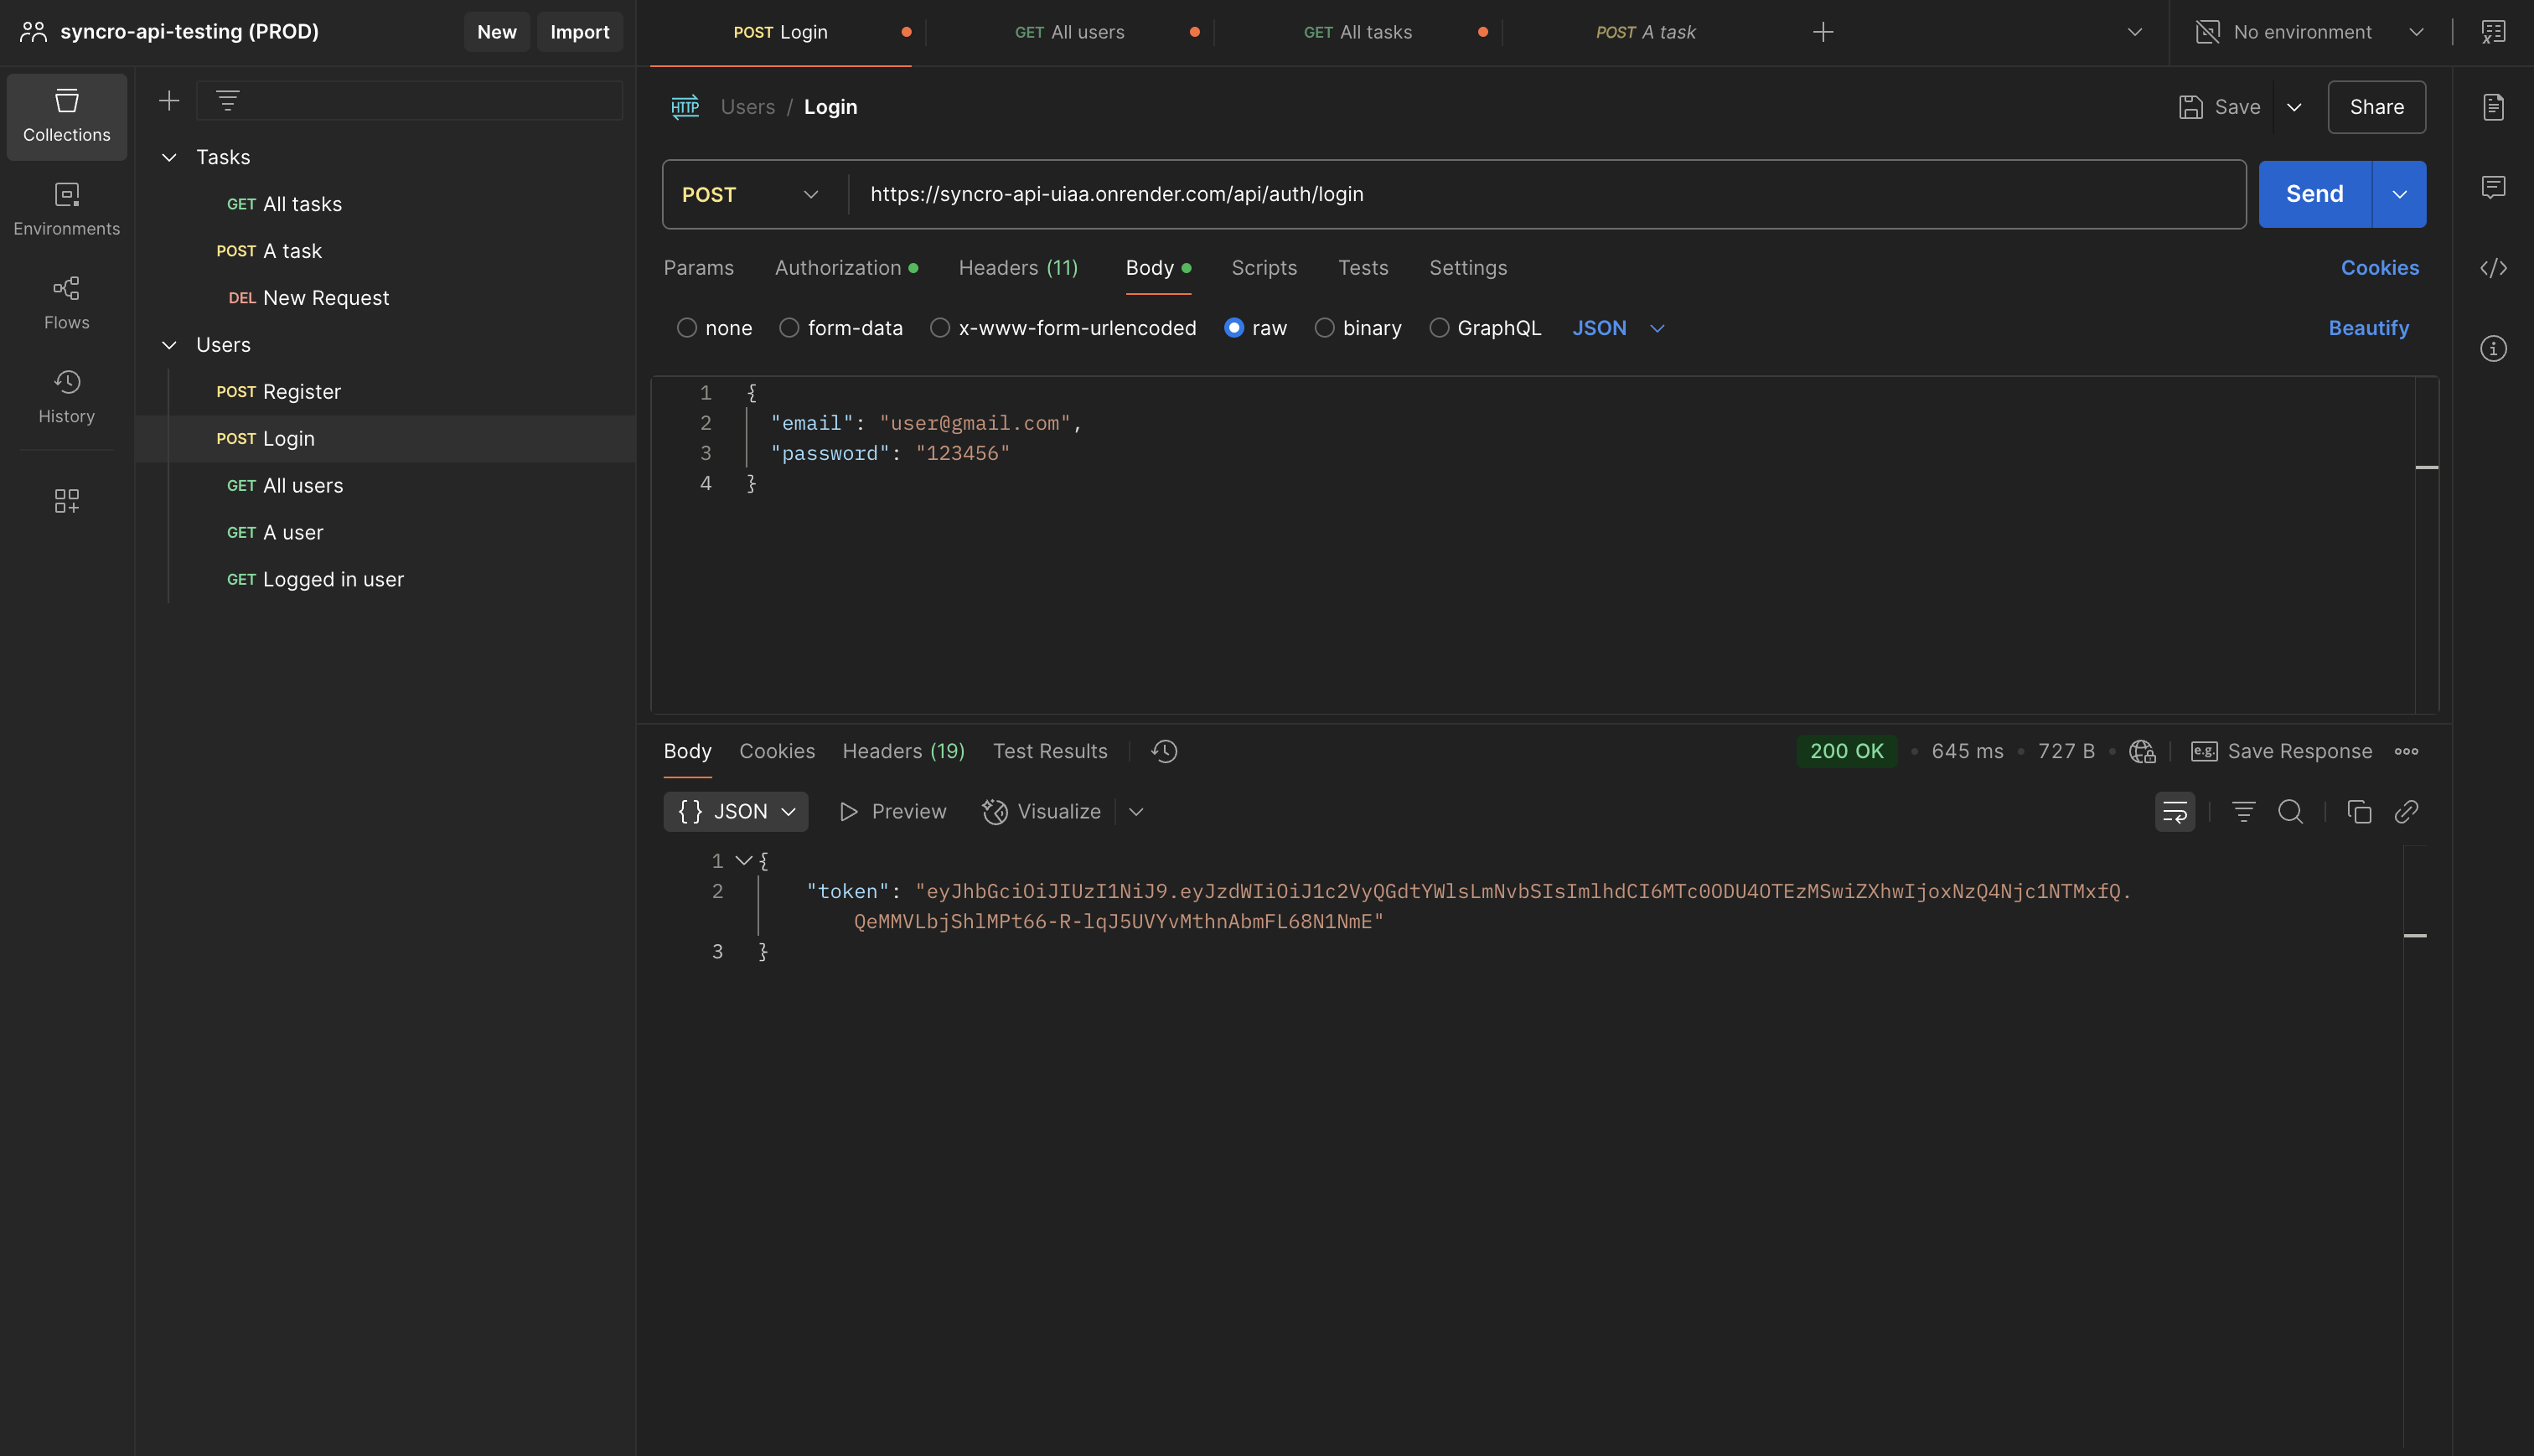 syncro-api-testing (PROD)
New
Import
POST Login
GET All users
GET All tasks
POST A task
No environment
Collections
Environments
Flows
History
Tasks
GET All tasks
POST A task
DEL New Request
Users
POST Register
POST Login
GET All users
GET A user
GET Logged in user
HTTP Users / Login
Save
Share
POST https://syncro-api-uiaa.onrender.com/api/auth/login
Send
Params Authorization Headers (11) Body Scripts Tests Settings Cookies
none form-data x-www-form-urlencoded raw binary GraphQL JSON Beautify
1 {
2 "email": "user@gmail.com",
3 "password": "123456"
4 }
Body Cookies Headers (19) Test Results 200 OK • 645 ms • 727 B • e.g. Save Response
{} JSON Preview Visualize
1 {
2 "token": "eyJhbGciOiJIUzI1NiJ9.eyJzdWIiOiJ1c2VyQGdtYWlsLmNvbSIsImlhdCI6MTc0ODU4OTEzMSwiZXhwIjoxNzQ4Njc1NTMxfQ.
QeMMVLbjShlMPt66-R-lqJ5UVYvMthnAbmFL68N1NmE"
3 }